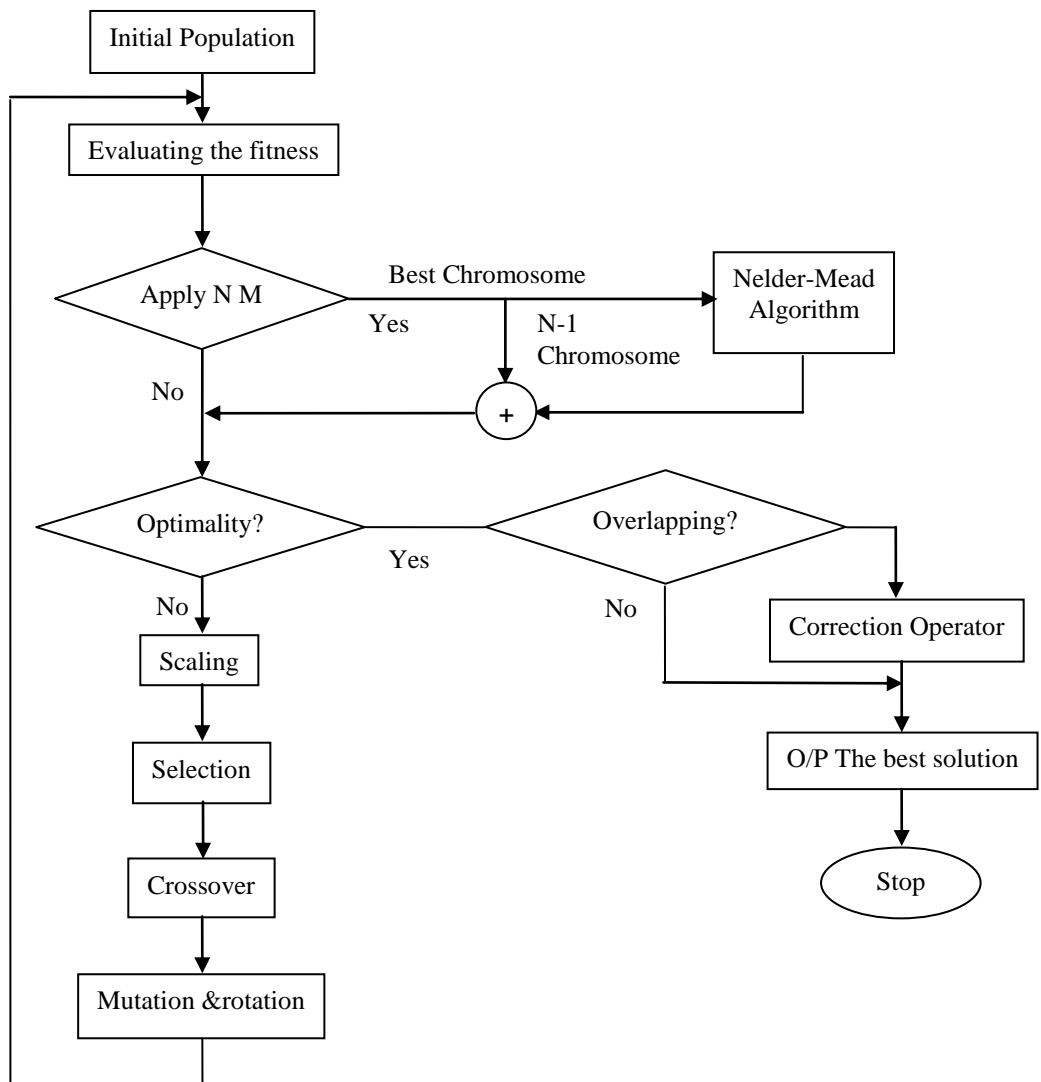 Initial Population
Evaluating the fitness
Apply N M
Best Chromosome
Yes
N-1
Chromosome
Nelder-Mead
Algorithm
No
+
Optimality?
Yes
Overlapping?
No
No
Correction Operator
Scaling
Selection
O/P The best solution
Crossover
Stop
Mutation &rotation